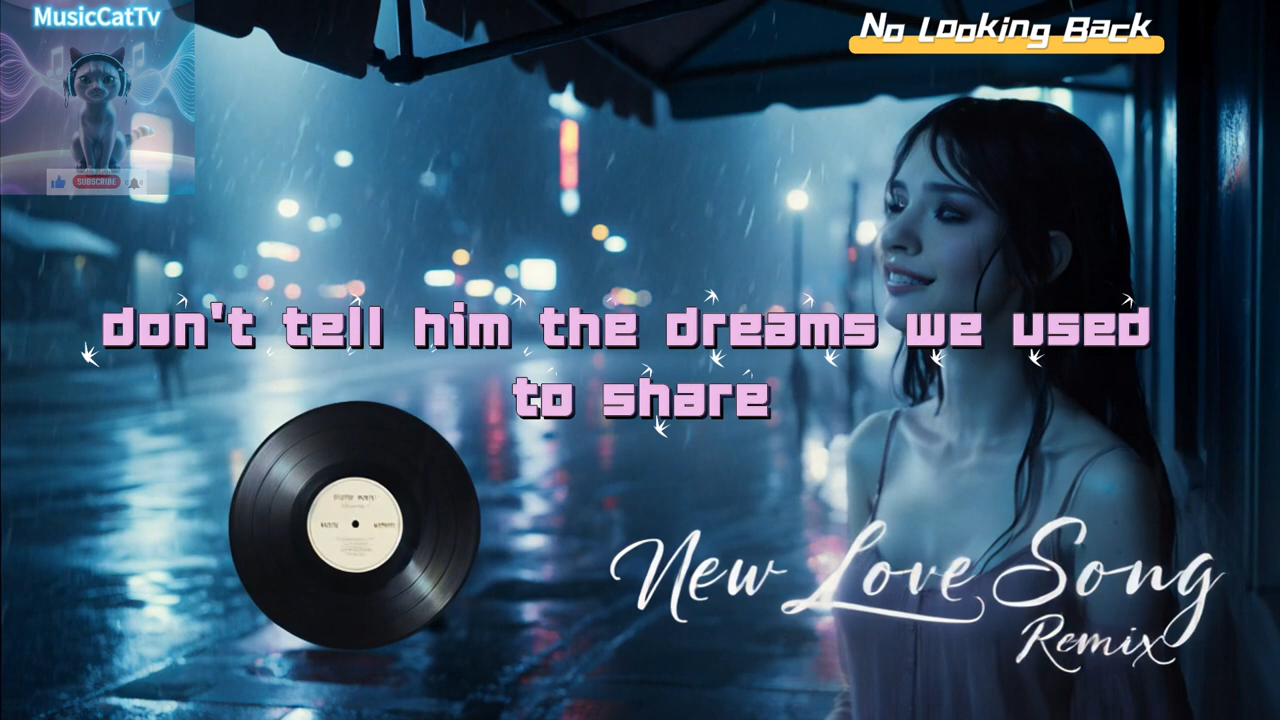 MusicCatTv
SUBSCRIBE
No Looking Back
don't tell him the dreams we used
to share
New Love Song
Remix